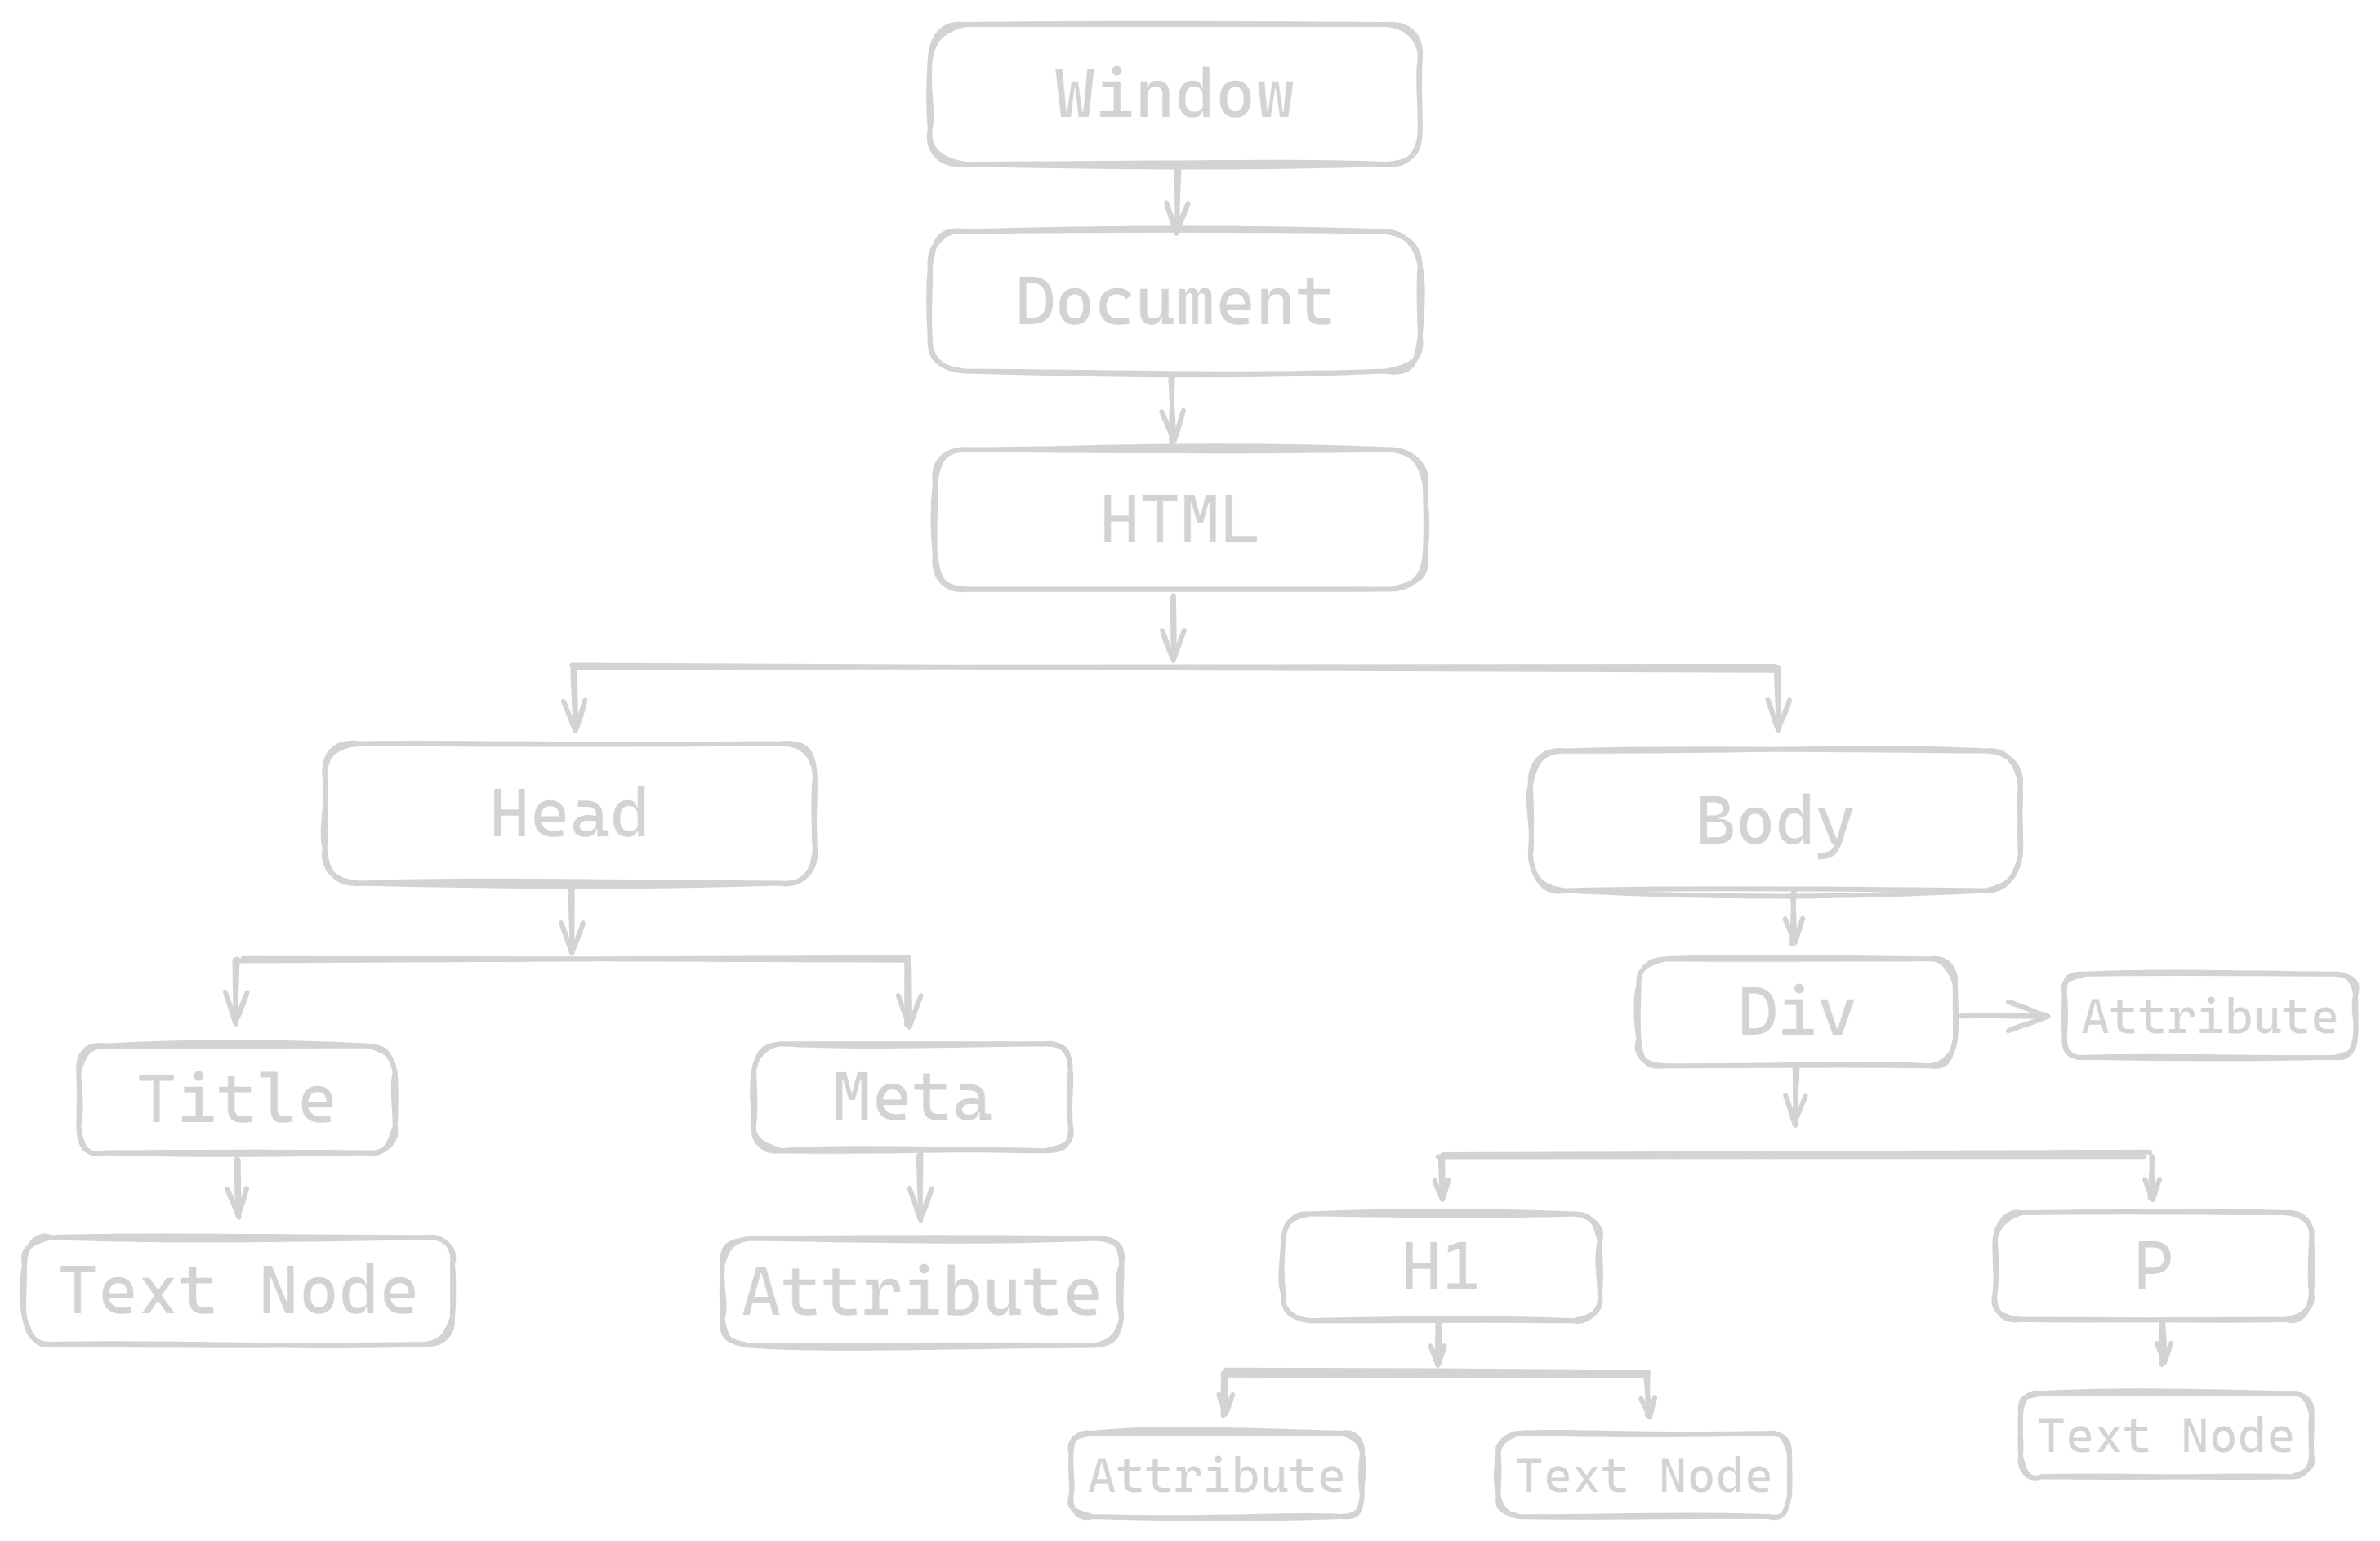 Window
Document
HTML
Head
Body
Div
Attribute
Title
Meta
Text Node
Attribute
H1
P
Attribute
Text Node
Text Node